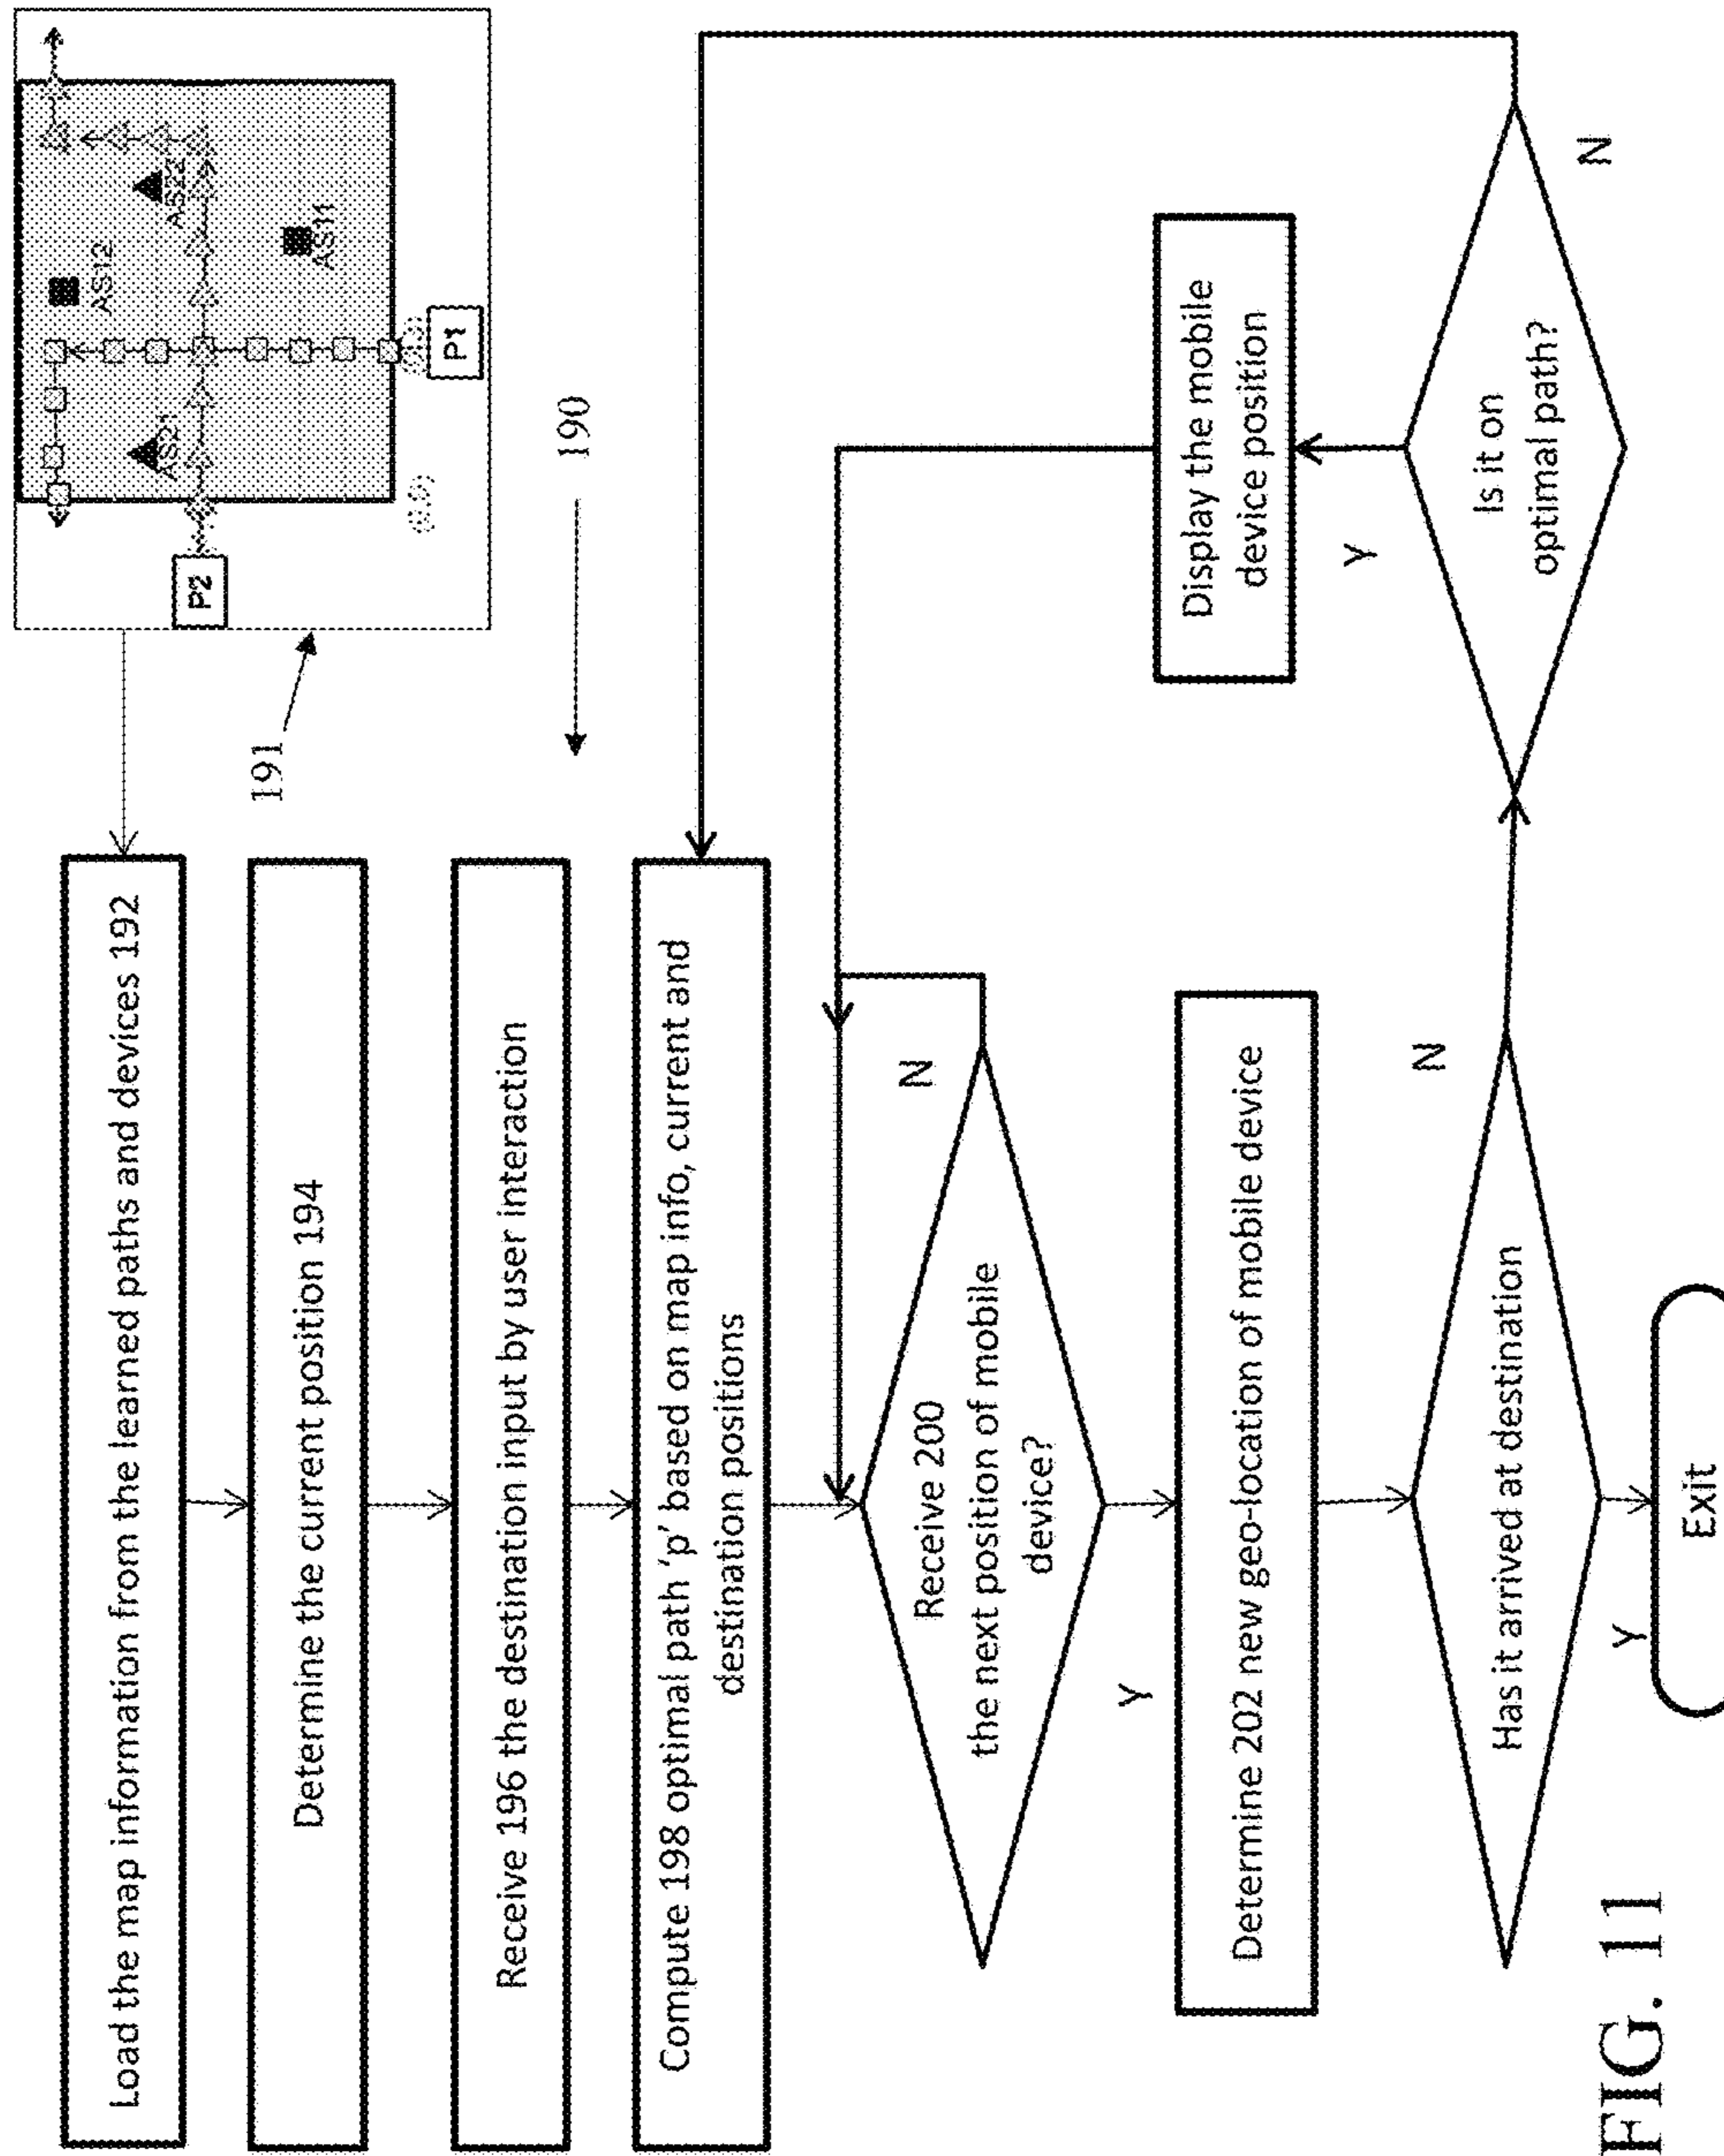 Load the map information from the learned paths and devices 192
Determine the current position 194
Receive 196 the destination input by user interaction
Compute 198 optimal path 'p' based on map info, current and
destination positions
Receive 200
the next position of mobile
device?
N
Y
Determine 202 new geo-location of mobile device
Has it arrived at destination
N
Y
Exit
Is it on
optimal path?
Y
N
Display the mobile
device position
190
191
P2
P1
AS21
AS12
AS22
AS11
FIG. 11